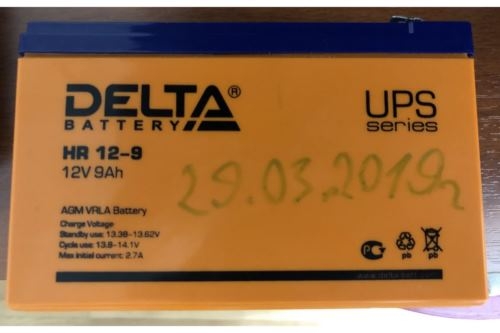 DELTA®
BATTERY
UPS
series
HR 12-9
12V 9Ah
29.03.2019г
AGM VRLA Battery
Charge Voltage
Standby use: 13.38-13.62V
Cycle use: 13.8-14.1V
Max initial current: 2.7A
PG
pb pb
www.delta-batt.com